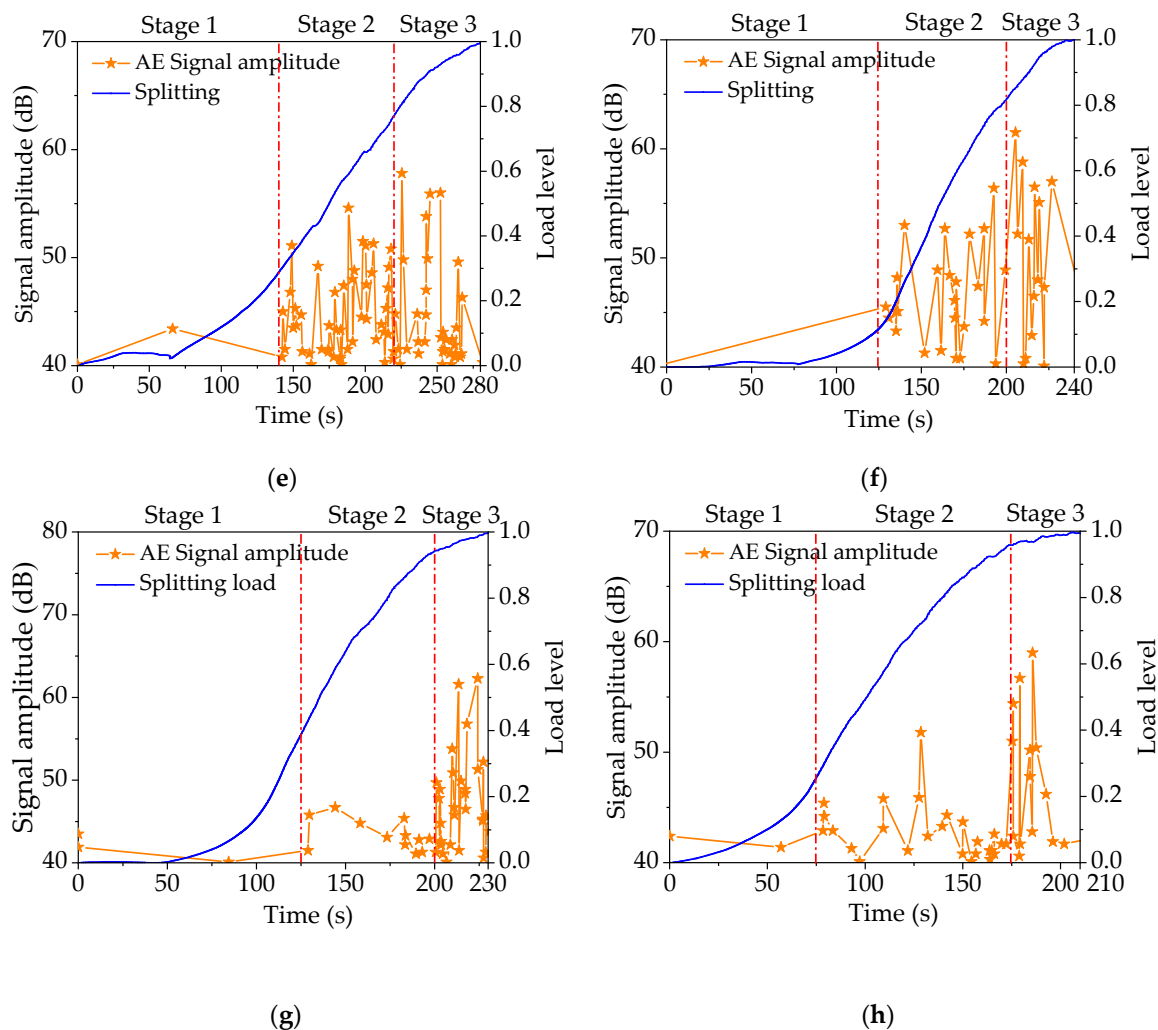 Stage 1 Stage 2 Stage 3
AE Signal amplitude
Splitting
Signal amplitude (dB)
70
60
50
40
0 50 100 150 200 250 280
Time (s)
1.0
0.8
0.6
0.4
0.2
0.0
Load level
(e)
Stage 1 Stage 2 Stage 3
AE Signal amplitude
Splitting
Signal amplitude (dB)
70
60
50
40
0 50 100 150 200 240
Time (s)
1.0
0.8
0.6
0.4
0.2
0.0
Load level
(f)
Stage 1 Stage 2 Stage 3
AE Signal amplitude
Splitting load
Signal amplitude (dB)
80
70
60
50
40
0 50 100 150 200 230
Time (s)
1.0
0.8
0.6
0.4
0.2
0.0
Load level
(g)
Stage 1 Stage 2 Stage 3
AE Signal amplitude
Splitting load
Signal amplitude (dB)
70
60
50
40
0 50 100 150 200 210
Time (s)
1.0
0.8
0.6
0.4
0.2
0.0
Load level
(h)